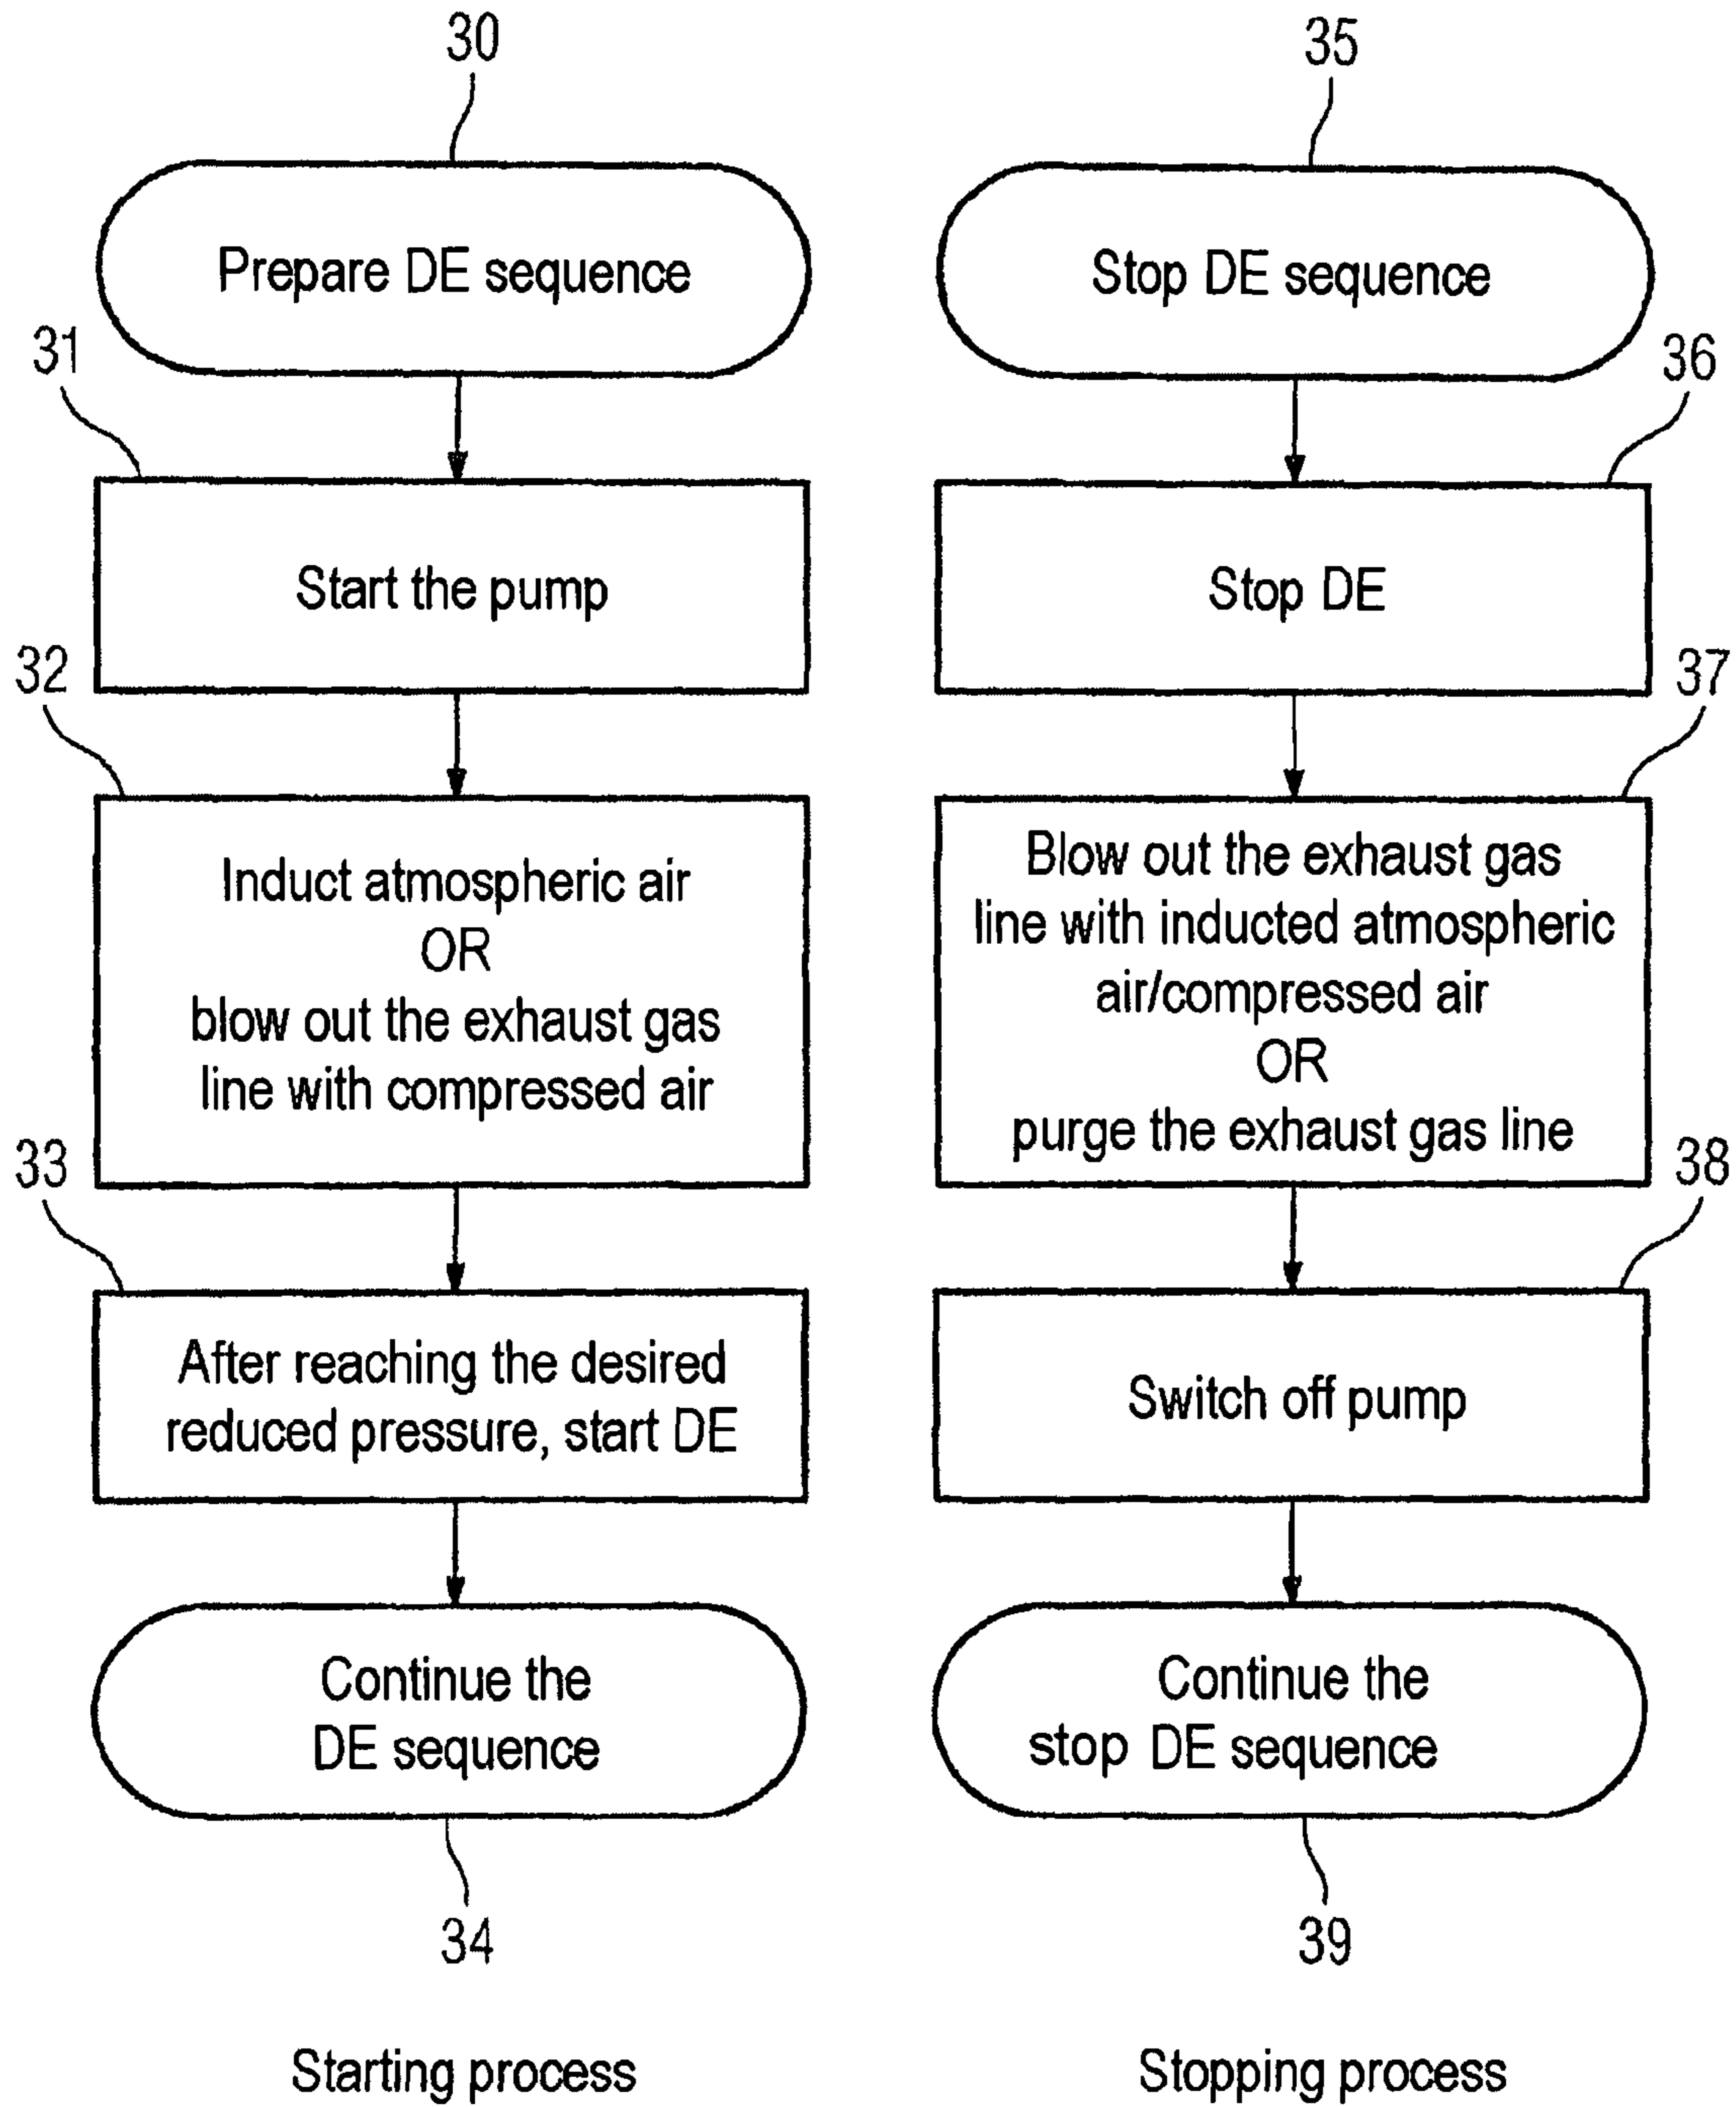 30
Prepare DE sequence
31
Start the pump
32
Induct atmospheric air
OR
blow out the exhaust gas
line with compressed air
33
After reaching the desired
reduced pressure, start DE
Continue the
DE sequence
34
Starting process
35
Stop DE sequence
36
Stop DE
37
Blow out the exhaust gas
line with inducted atmospheric
air/compressed air
OR
purge the exhaust gas line
38
Switch off pump
Continue the
stop DE sequence
39
Stopping process